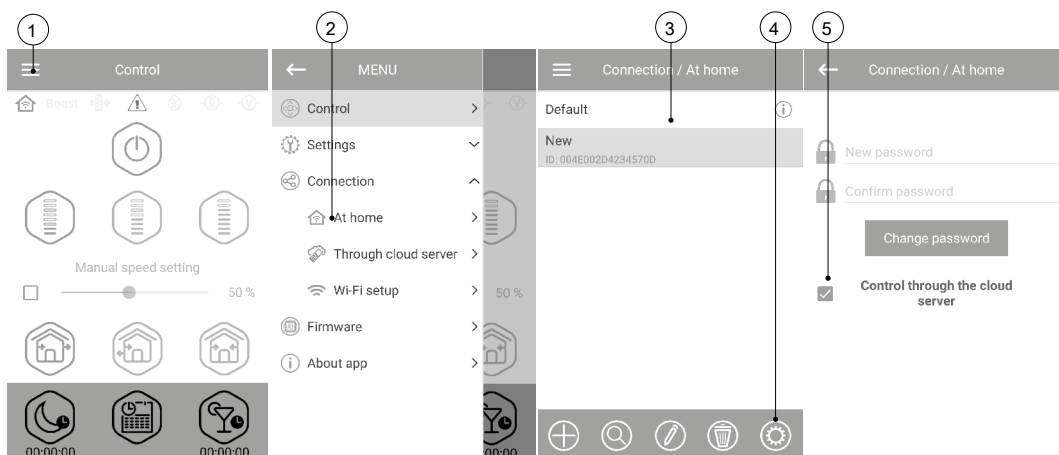 1
2
3
4
5
Control
Boost
Manual speed setting
50 %
00:00:00
00:00:00
MENU
Control
Settings
Connection
At home
Through cloud server
Wi-Fi setup
Firmware
About app
50 %
00:00
Connection / At home
Default
New
ID: 004E002D4234570D
Connection / At home
New password
Confirm password
Change password
Control through the cloud
server